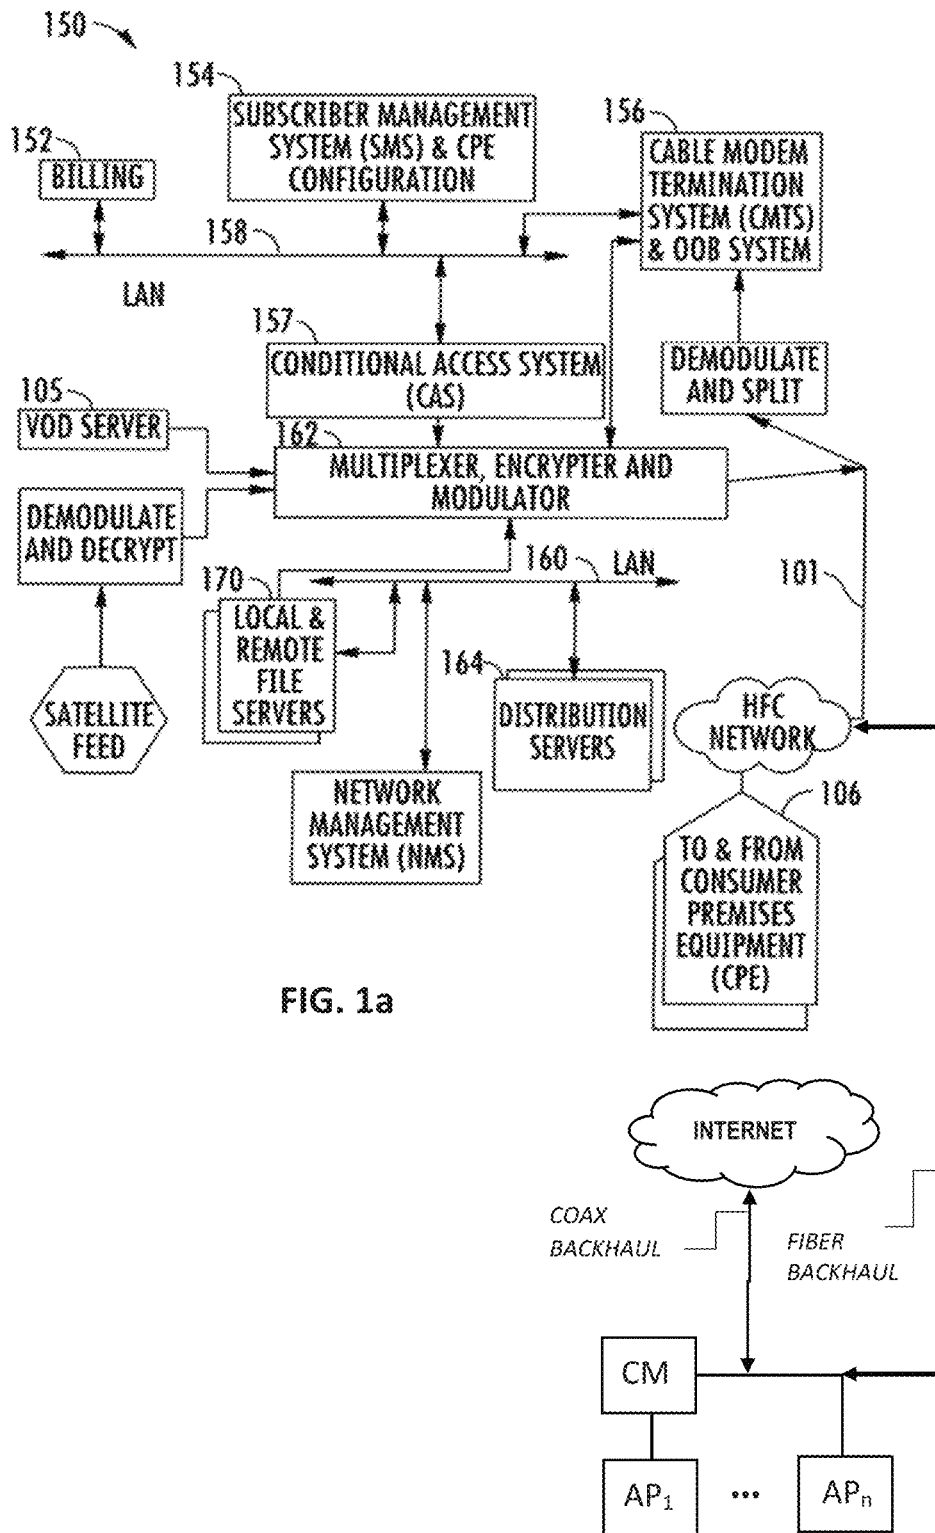 150
154
SUBSCRIBER MANAGEMENT
SYSTEM (SMS) & CPE
CONFIGURATION
156
CABLE MODEM
TERMINATION
SYSTEM (CMTS)
& OOB SYSTEM
152
BILLING
158
LAN
157
CONDITIONAL ACCESS SYSTEM
(CAS)
DEMODULATE
AND SPLIT
105
VOD SERVER
162
MULTIPLEXER, ENCRYPTER AND
MODULATOR
DEMODULATE
AND DECRYPT
160
LAN
101
170
LOCAL &
REMOTE
FILE
SERVERS
164
DISTRIBUTION
SERVERS
SATELLITE
FEED
HFC
NETWORK
NETWORK
MANAGEMENT
SYSTEM (NMS)
106
TO & FROM
CONSUMER
PREMISES
EQUIPMENT
(CPE)
FIG. 1a
INTERNET
COAX
BACKHAUL
FIBER
BACKHAUL
CM
AP₁
...
APₙ